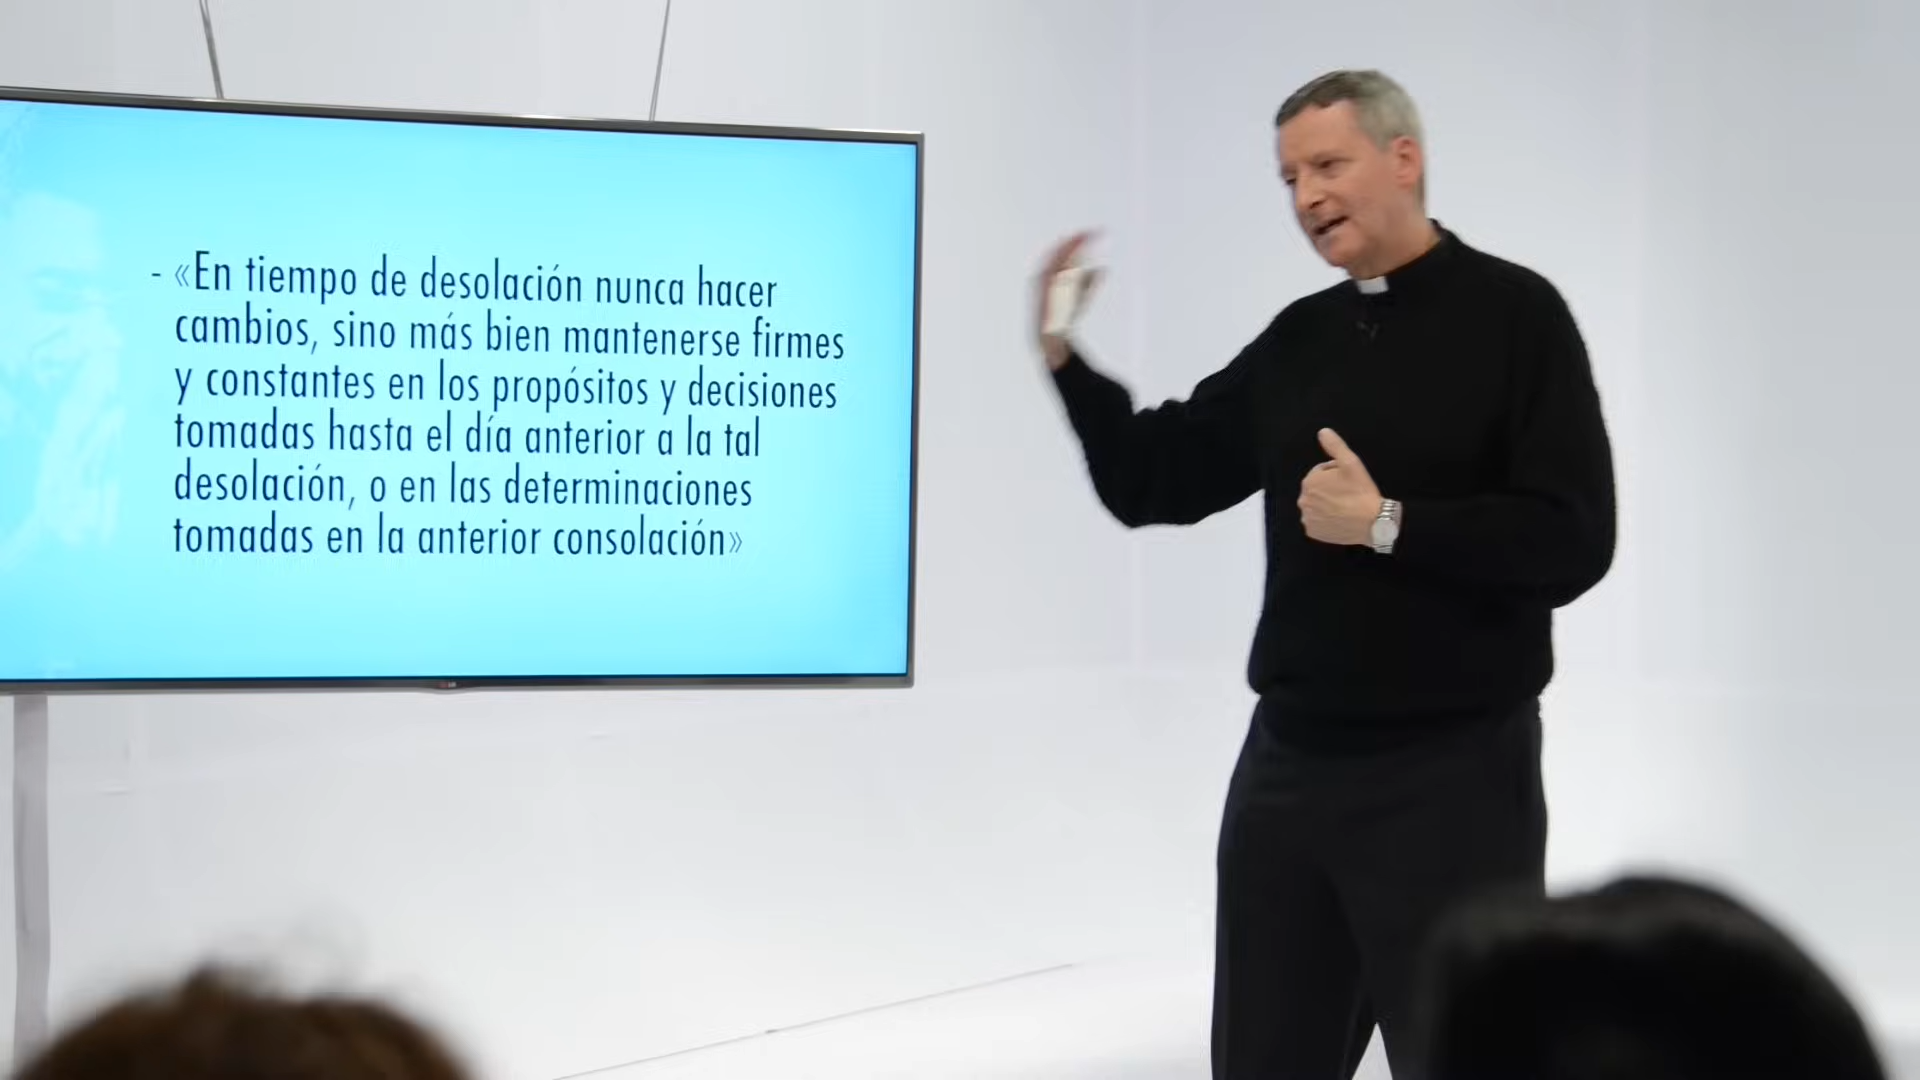 - «En tiempo de desolación nunca hacer
cambios, sino más bien mantenerse firmes
y constantes en los propósitos y decisiones
tomadas hasta el día anterior a la tal
desolación, o en las determinaciones
tomadas en la anterior consolación»